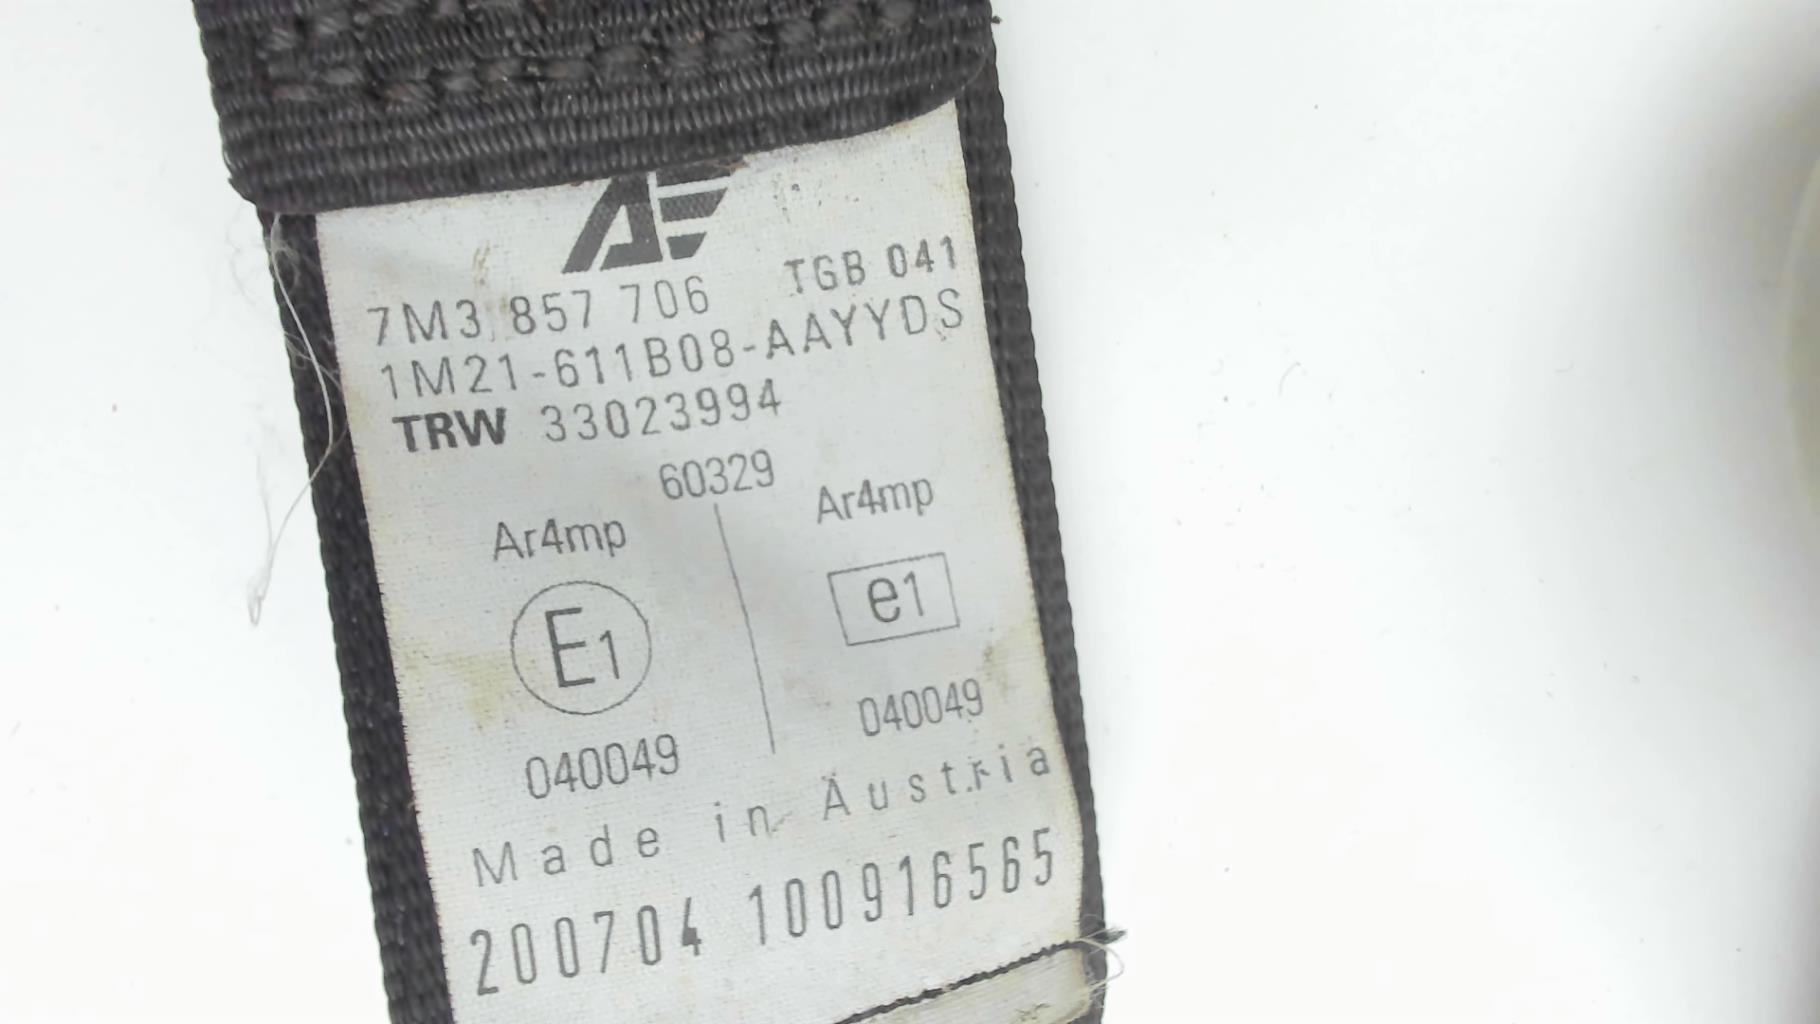 AE
7M3 857 706 TGB 041
1M21-611B08-AAYYDS
TRW 33023994
60329
Ar4mp Ar4mp
E1 e1
040049 040049
Made in Austria
200704 100916565